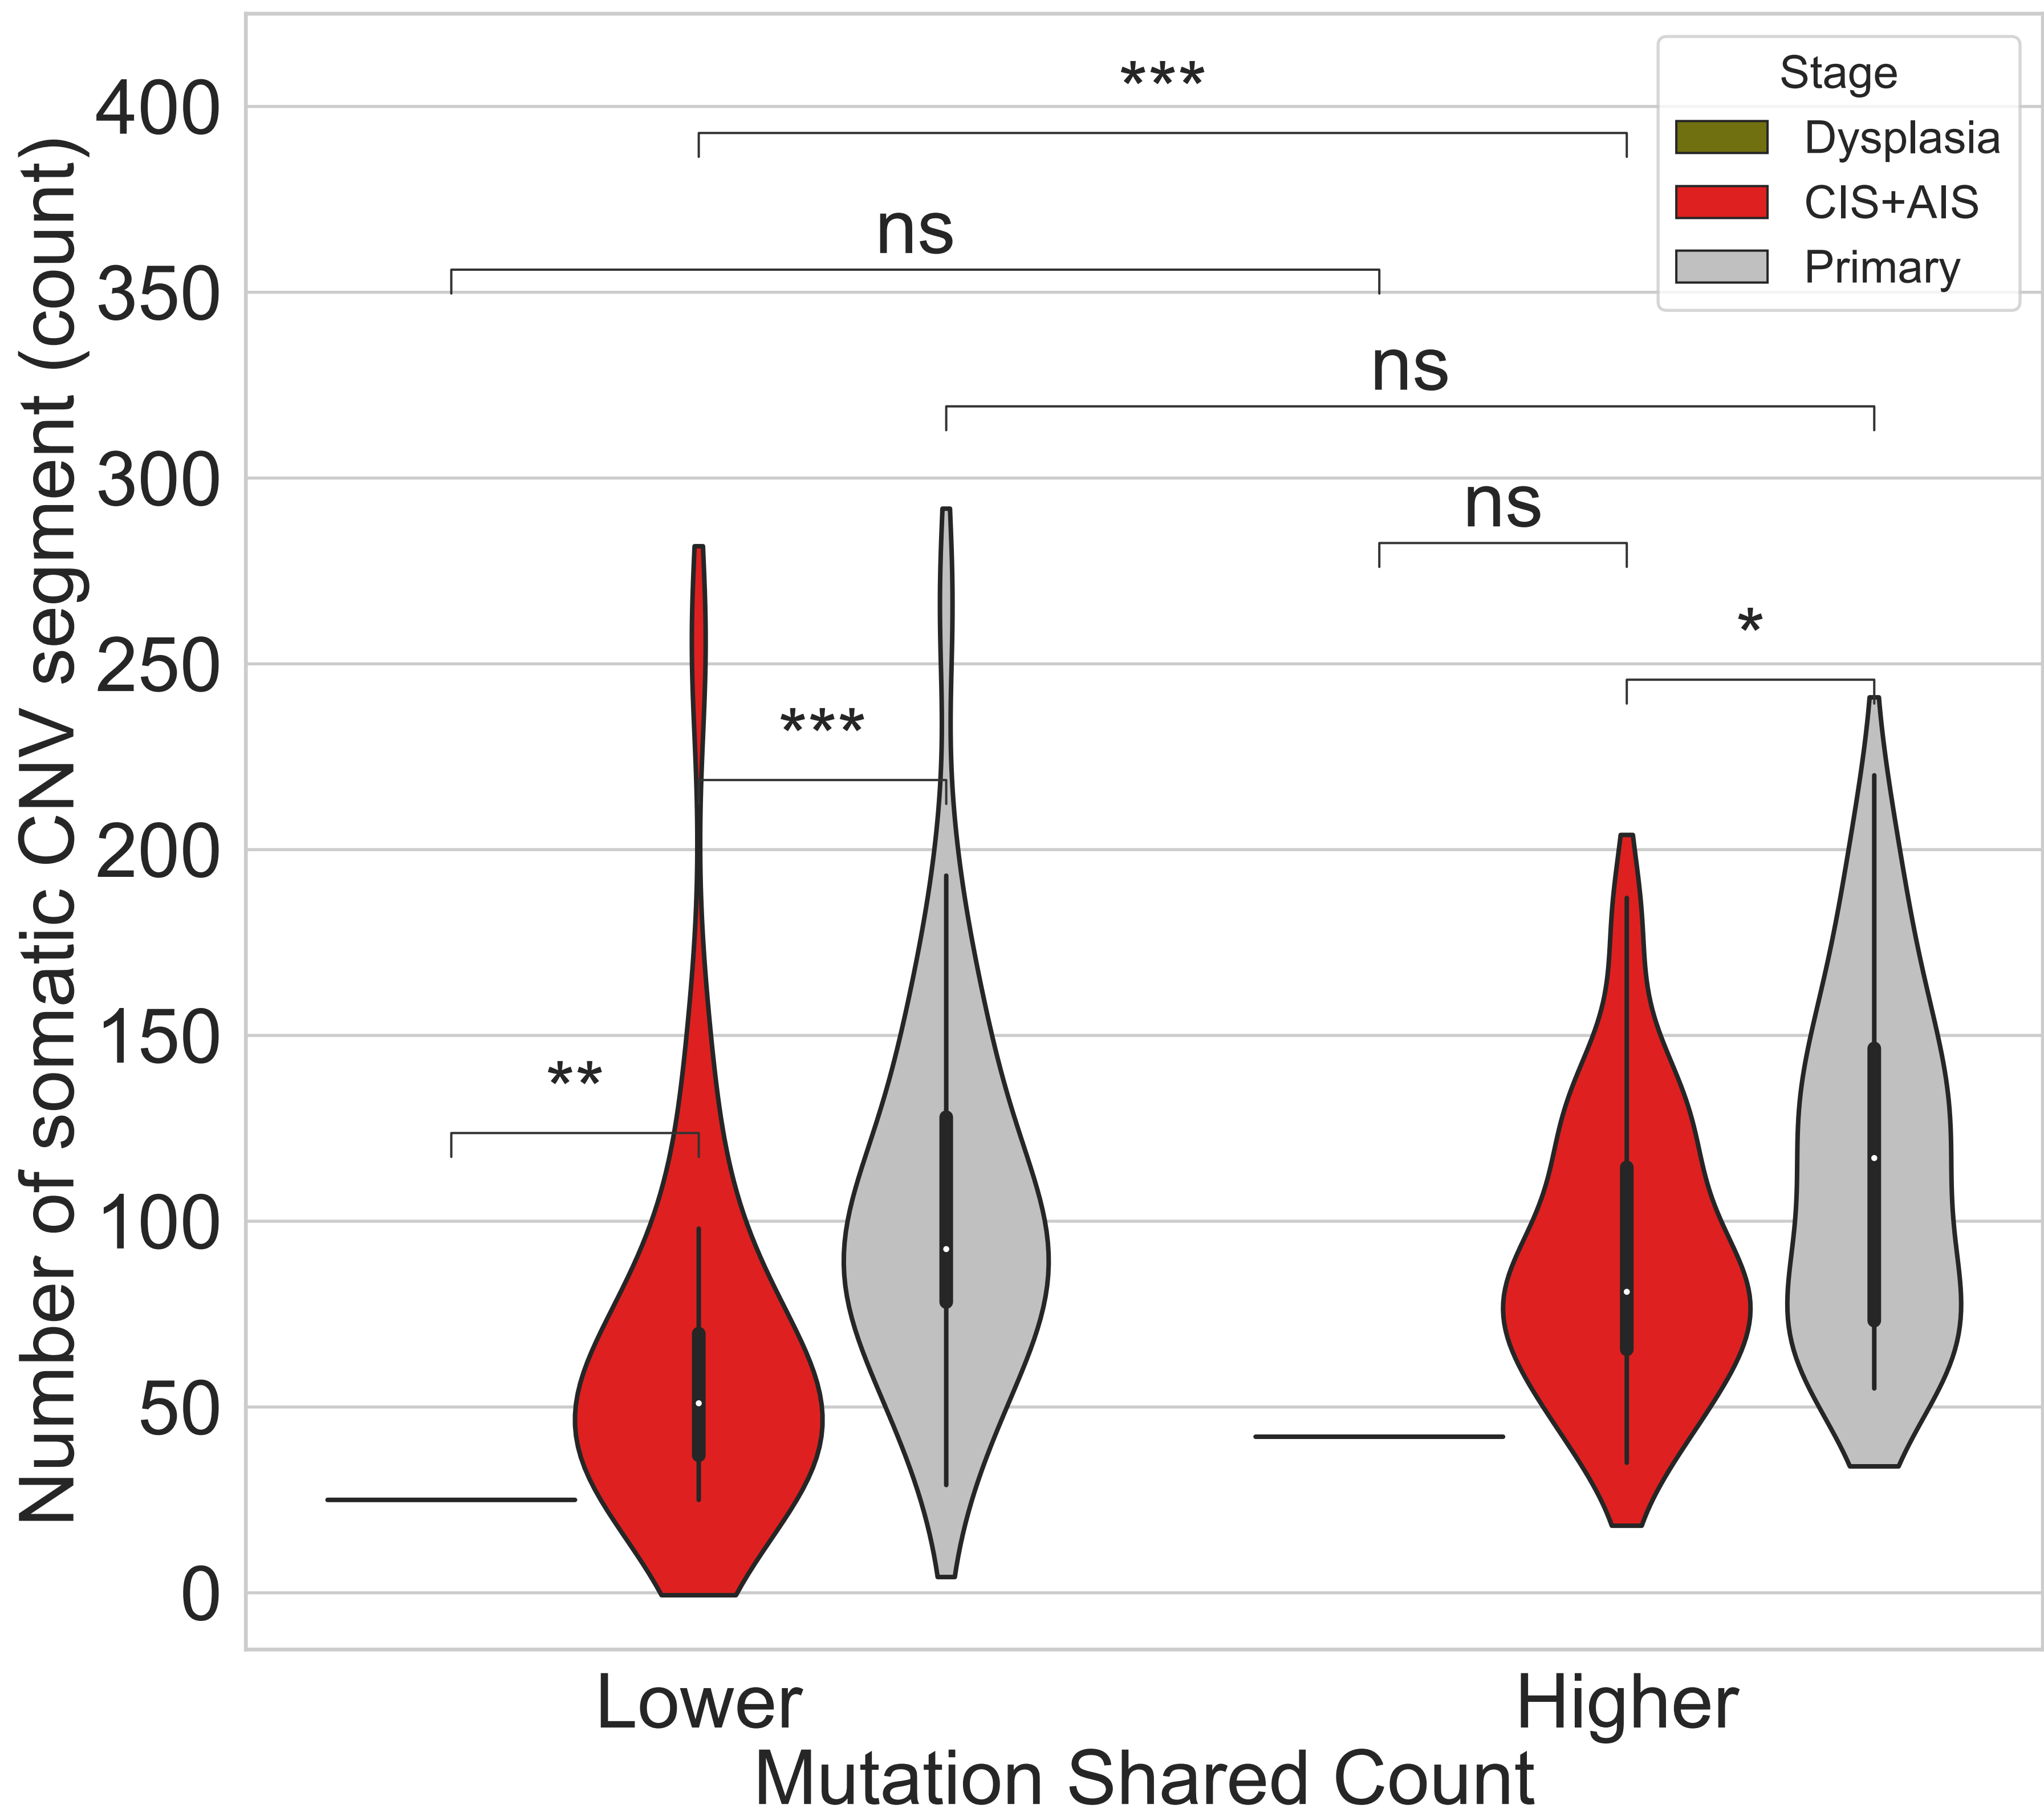 Number of somatic CNV segment (count)
400
350
300
250
200
150
100
50
0
***
ns
ns
ns
*
***
**
Stage
Dysplasia
CIS+AIS
Primary
Lower
Higher
Mutation Shared Count